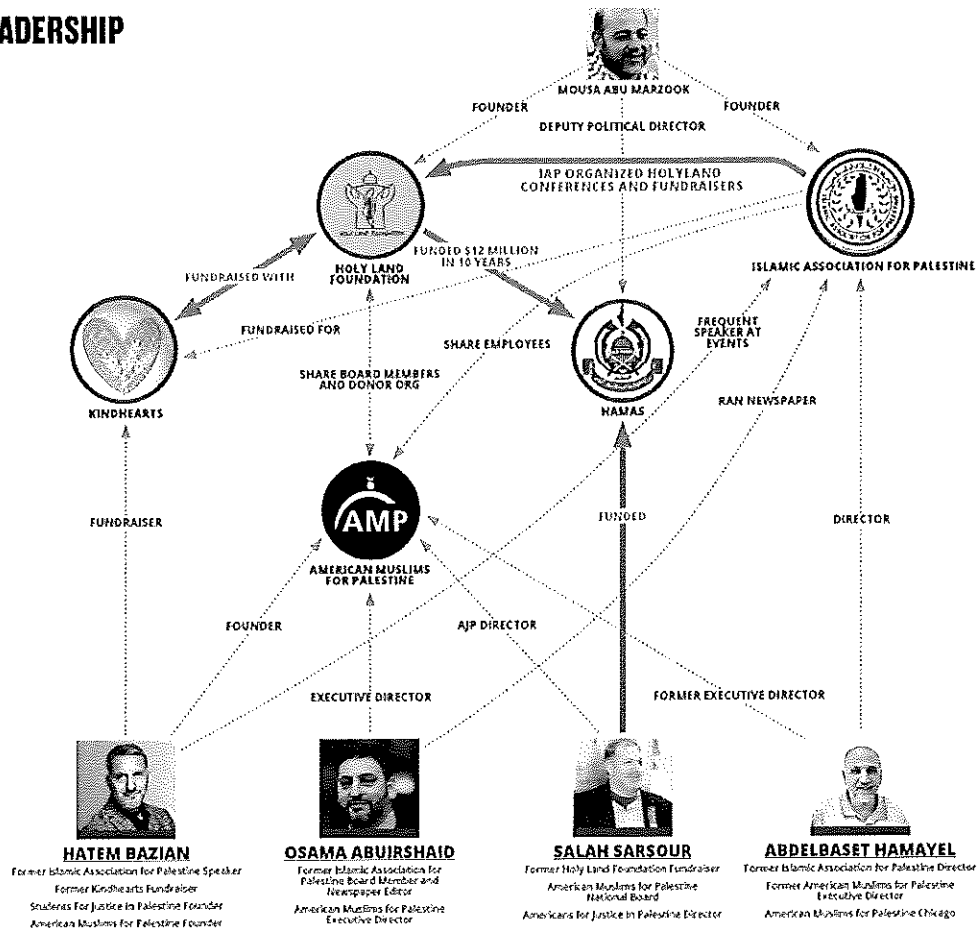 ADERSHIP
MOUSA ABU MARZOOK
FOUNDER
FOUNDER
DEPUTY POLITICAL DIRECTOR
IAP ORGANIZED HOLYLAND
CONFERENCES AND FUNDRAISERS
HOLY LAND
FOUNDATION
FUNDED $12 MILLION
IN 10 YEARS
ISLAMIC ASSOCIATION FOR PALESTINE
ISLAMIC ASSOCIATION FOR PALESTINE
FUNDRAISED WITH
FUNDRAISED FOR
SHARE EMPLOYEES
FREQUENT
SPEAKER AT
EVENTS
SHARE BOARD MEMBERS
AND DONOR ORG
RAN NEWSPAPER
KINDHEARTS
HAMAS
AMP
AMERICAN MUSLIMS
FOR PALESTINE
FUNDRAISER
FUNDED
DIRECTOR
FOUNDER
AJP DIRECTOR
EXECUTIVE DIRECTOR
FORMER EXECUTIVE DIRECTOR
HATEM BAZIAN
Former Islamic Association for Palestine Speaker
Former Kindhearts Fundraiser
Students For Justice in Palestine Founder
American Muslims for Palestine Founder
OSAMA ABUIRSHAID
Former Islamic Association for
Palestine Board Member and
Newspaper Editor
American Muslims for Palestine
Executive Director
SALAH SARSOUR
Former Holy Land Foundation Fundraiser
American Muslims for Palestine
National Board
Americans for Justice in Palestine Director
ABDELBASET HAMAYEL
Former Islamic Association for Palestine Director
Former American Muslims for Palestine
Executive Director
American Muslims for Palestine Chicago